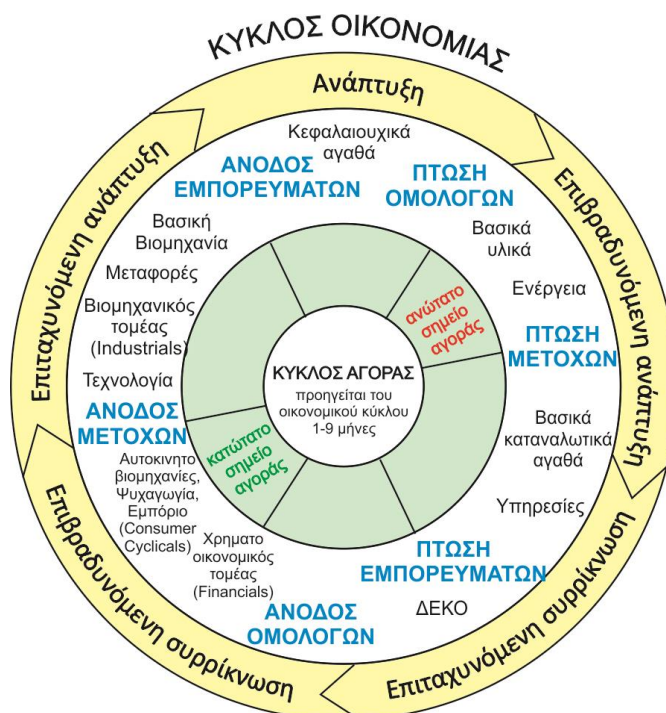 ΚΥΚΛΟΣ ΟΙΚΟΝΟΜΙΑΣ
Ανάπτυξη
Επιβραδυνόμενη ανάπτυξη
Επιταχυνόμενη συρρίκνωση
Επιβραδυνόμενη συρρίκνωση
Επιταχυνόμενη ανάπτυξη
Κεφαλαιουχικά
αγαθά
ΑΝΟΔΟΣ
ΕΜΠΟΡΕΥΜΑΤΩΝ
ΠΤΩΣΗ
ΟΜΟΛΟΓΩΝ
Βασικά
υλικά
Ενέργεια
ΠΤΩΣΗ
ΜΕΤΟΧΩΝ
Βασικά
καταναλωτικά
αγαθά
Υπηρεσίες
ΠΤΩΣΗ
ΕΜΠΟΡΕΥΜΑΤΩΝ
ΔΕΚΟ
ΑΝΟΔΟΣ
ΟΜΟΛΟΓΩΝ
Χρηματο
οικονομικός
τομέας
(Financials)
Αυτοκινητο
βιομηχανίες,
Ψυχαγωγία,
Εμπόριο
(Consumer
Cyclicals)
ΑΝΟΔΟΣ
ΜΕΤΟΧΩΝ
Τεχνολογία
Βιομηχανικός
τομέας
(Industrials)
Μεταφορές
Βασική
Βιομηχανία
ανώτατο
σημείο
αγοράς
κατώτατο
σημείο
αγοράς
ΚΥΚΛΟΣ ΑΓΟΡΑΣ
προηγείται του
οικονομικού κύκλου
1-9 μήνες